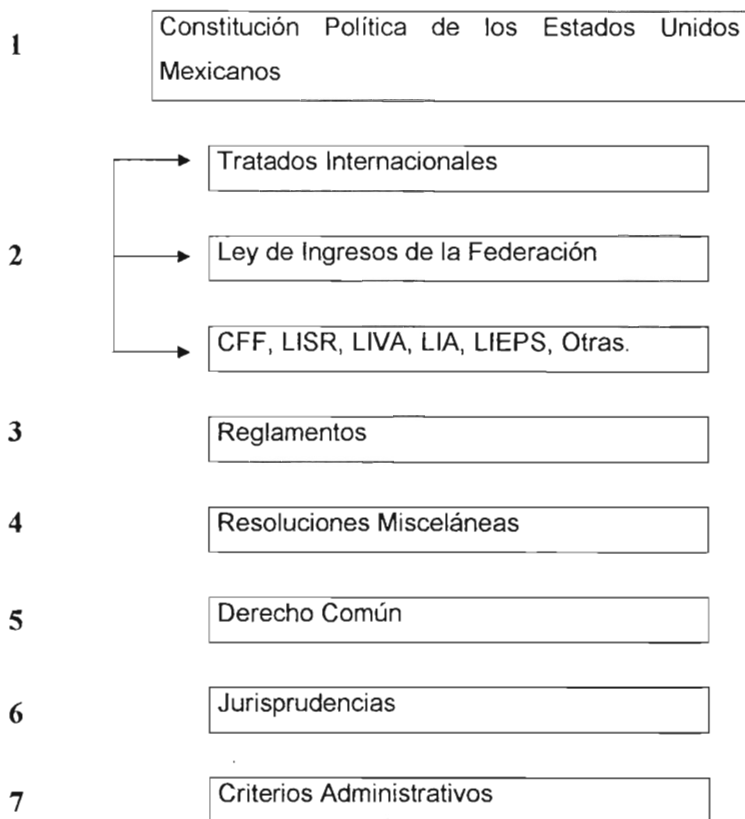 1
Constitución Política de los Estados Unidos
Mexicanos
Tratados Internacionales
2
Ley de Ingresos de la Federación
CFF, LISR, LIVA, LIA, LIEPS, Otras.
3
Reglamentos
4
Resoluciones Misceláneas
5
Derecho Común
6
Jurisprudencias
7
Criterios Administrativos